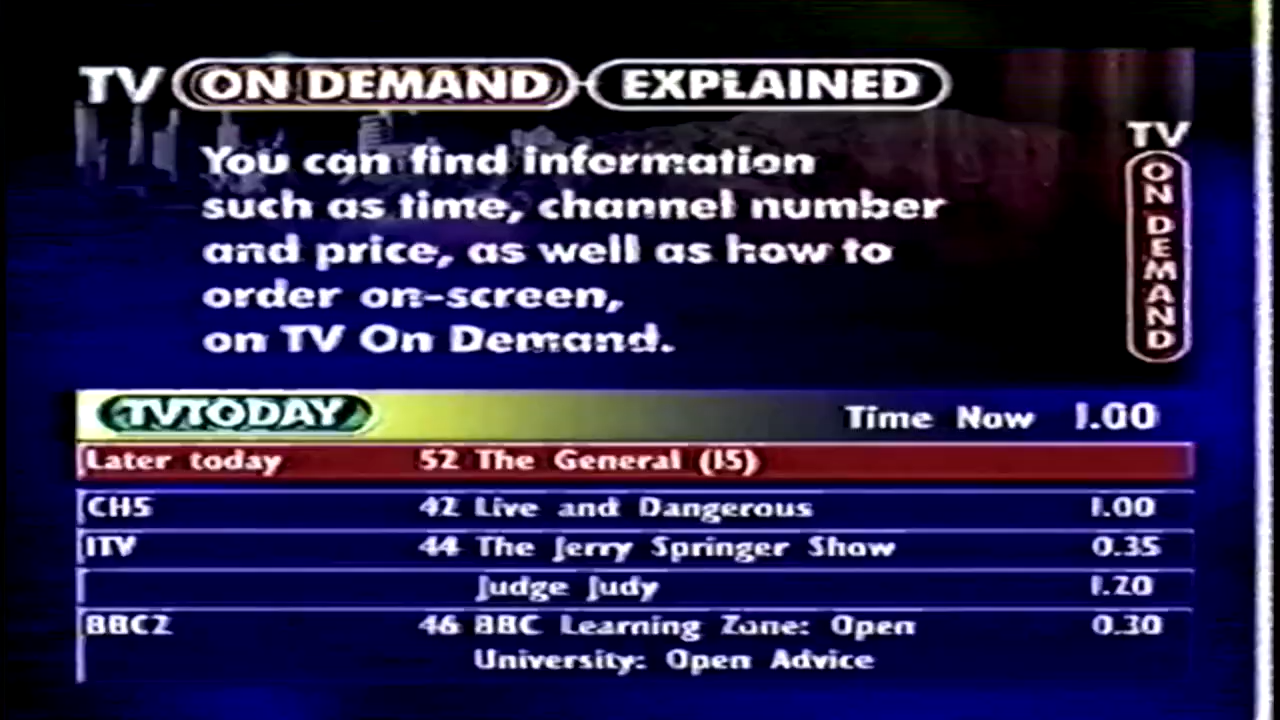 TV ON DEMAND EXPLAINED
You can find information
such as time, channel number
and price, as well as how to
order on-screen,
on TV On Demand.
TV
ON DEMAND
TVTODAY Time Now 1.00
Later today 52 The General (15)
CH5 42 Live and Dangerous 1.00
ITV 44 The Jerry Springer Show 0.35
Judge Judy 1.20
BBC2 46 BBC Learning Zone: Open 0.30
University: Open Advice